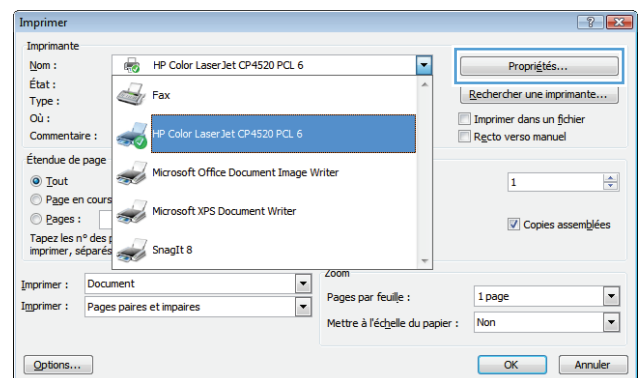 Imprimer
Imprimante
Nom : HP Color LaserJet CP4520 PCL 6 Propriétés...
État : Fax Rechercher une imprimante...
Type :
Où : HP Color LaserJet CP4520 PCL 6 Imprimer dans un fichier
Commentaire : Recto verso manuel
Étendue de page
Microsoft Office Document Image Writer
Tout 1
Page en cours
Microsoft XPS Document Writer
Pages : Copies assemblées
Tapez les n° des
imprimer, séparés SnagIt 8
Zoom
Imprimer : Document
Pages par feuille : 1 page
Imprimer : Pages paires et impaires
Mettre à l'échelle du papier : Non
Options... OK Annuler